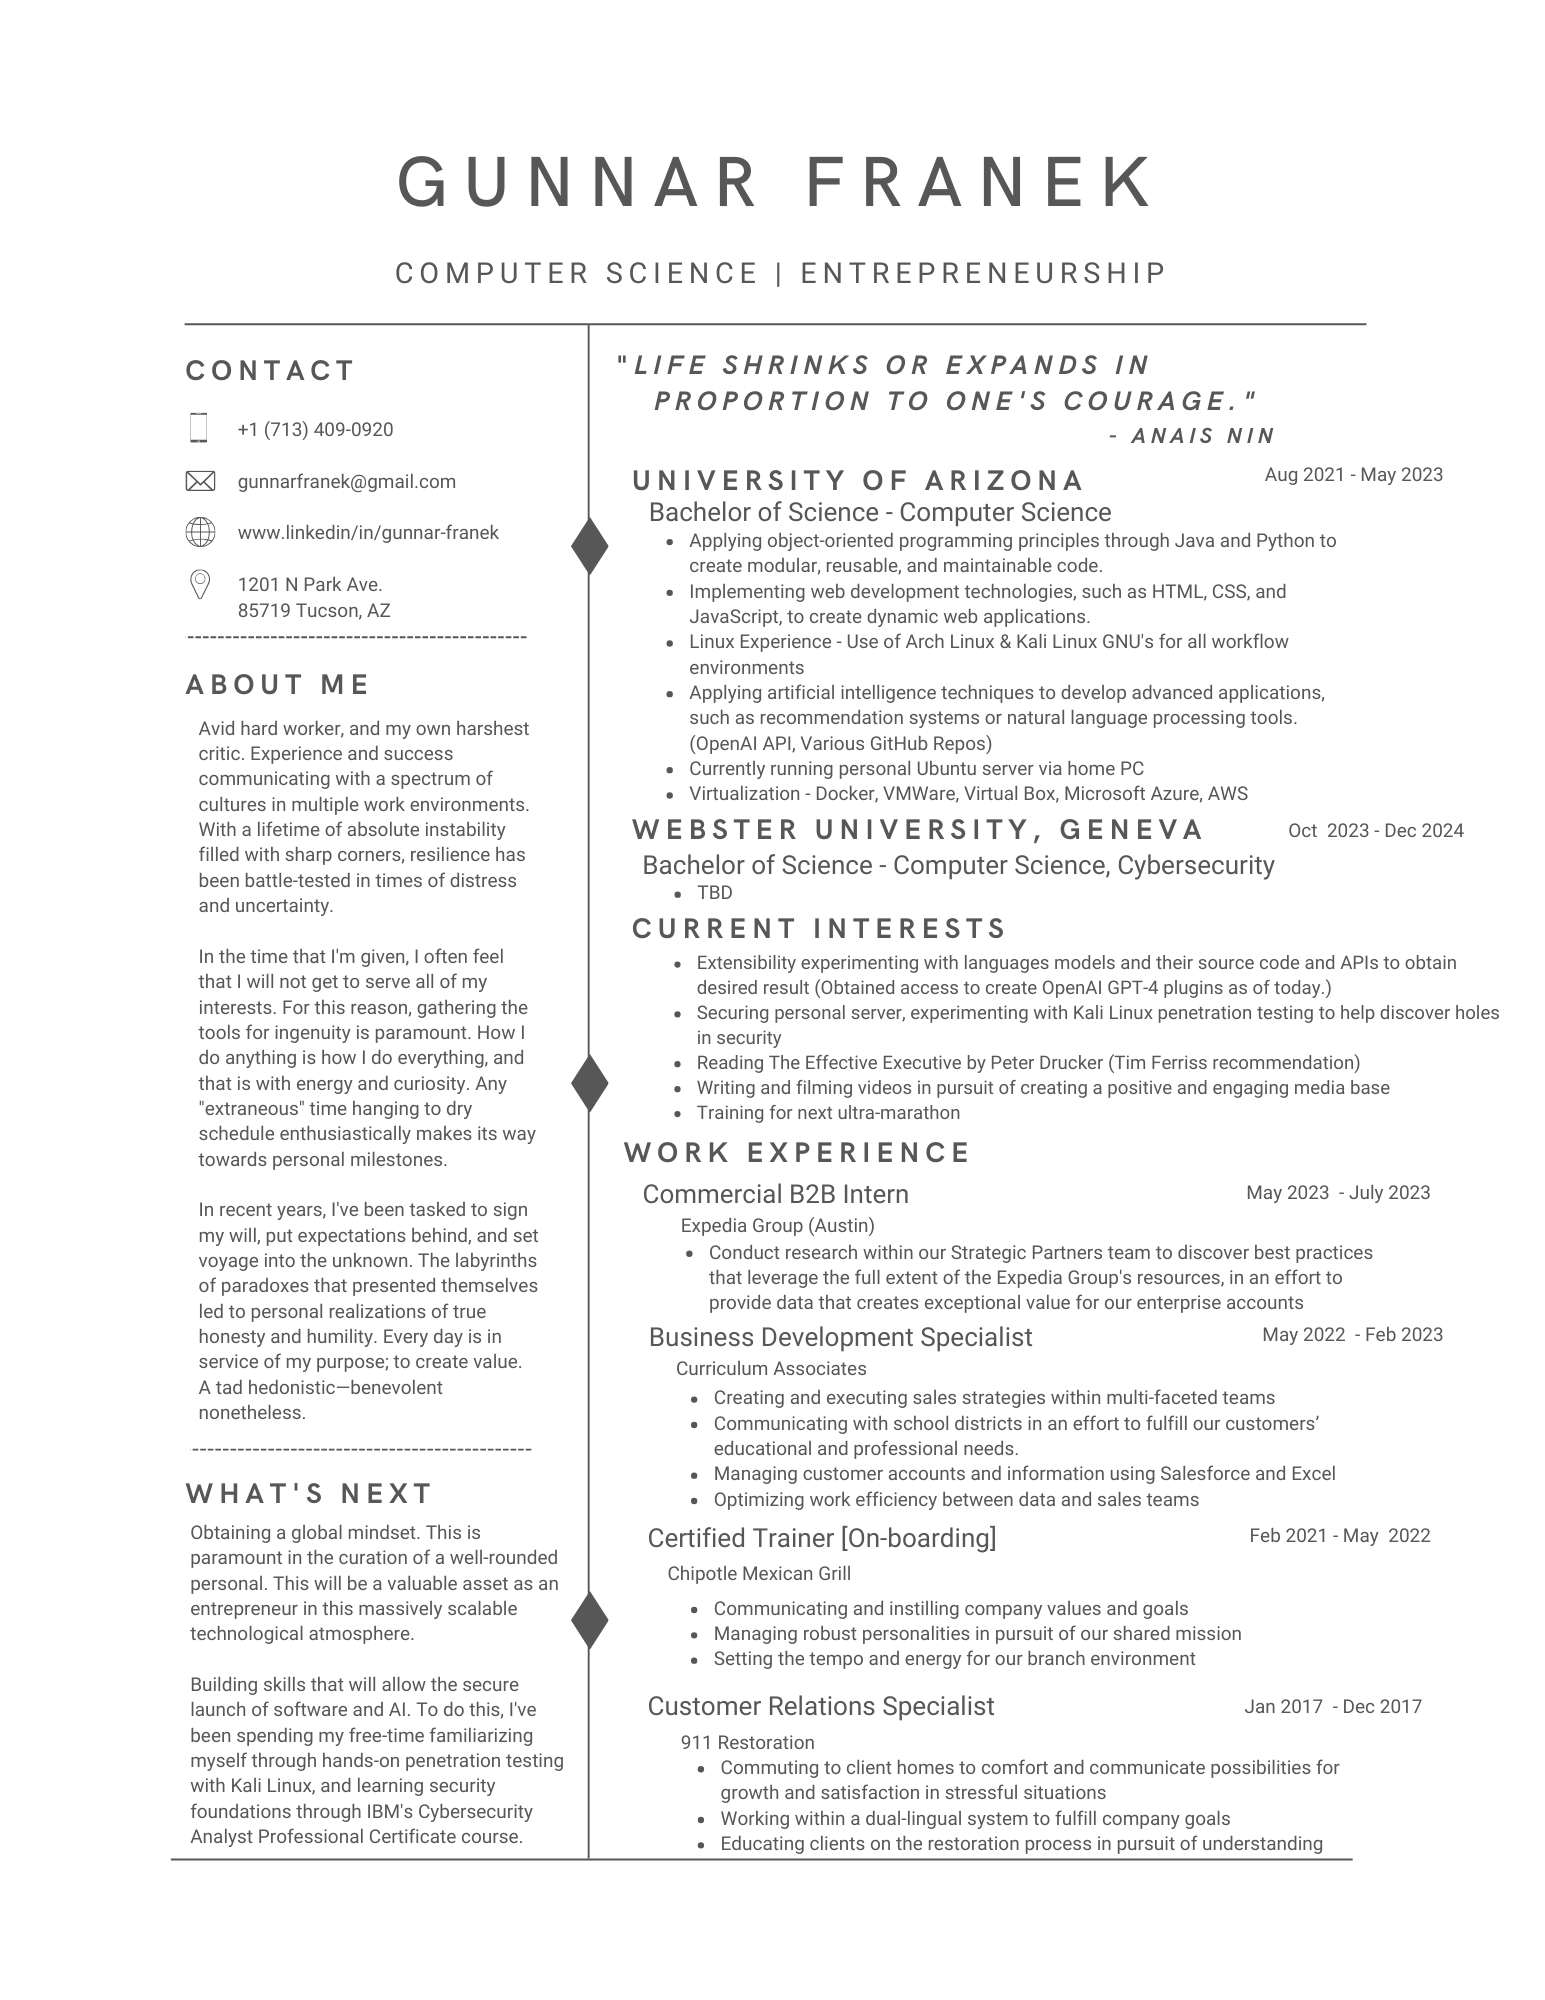 GUNNAR FRANEK
COMPUTER SCIENCE | ENTREPRENEURSHIP
CONTACT
+1 (713) 409-0920
gunnarfranek@gmail.com
www.linkedin/in/gunnar-franek
1201 N Park Ave.
85719 Tucson, AZ
ABOUT ME
Avid hard worker, and my own harshest
critic. Experience and success
communicating with a spectrum of
cultures in multiple work environments.
With a lifetime of absolute instability
filled with sharp corners, resilience has
been battle-tested in times of distress
and uncertainty.
In the time that I'm given, I often feel
that I will not get to serve all of my
interests. For this reason, gathering the
tools for ingenuity is paramount. How I
do anything is how I do everything, and
that is with energy and curiosity. Any
"extraneous" time hanging to dry
schedule enthusiastically makes its way
towards personal milestones.
In recent years, I've been tasked to sign
my will, put expectations behind, and set
voyage into the unknown. The labyrinths
of paradoxes that presented themselves
led to personal realizations of true
honesty and humility. Every day is in
service of my purpose; to create value.
A tad hedonistic—benevolent
nonetheless.
WHAT'S NEXT
Obtaining a global mindset. This is
paramount in the curation of a well-rounded
personal. This will be a valuable asset as an
entrepreneur in this massively scalable
technological atmosphere.
Building skills that will allow the secure
launch of software and AI. To do this, I've
been spending my free-time familiarizing
myself through hands-on penetration testing
with Kali Linux, and learning security
foundations through IBM's Cybersecurity
Analyst Professional Certificate course.
"LIFE SHRINKS OR EXPANDS IN
PROPORTION TO ONE'S COURAGE."
- ANAIS NIN
UNIVERSITY OF ARIZONA Aug 2021 - May 2023
Bachelor of Science - Computer Science
• Applying object-oriented programming principles through Java and Python to
create modular, reusable, and maintainable code.
• Implementing web development technologies, such as HTML, CSS, and
JavaScript, to create dynamic web applications.
• Linux Experience - Use of Arch Linux & Kali Linux GNU's for all workflow
environments
• Applying artificial intelligence techniques to develop advanced applications,
such as recommendation systems or natural language processing tools.
(OpenAI API, Various GitHub Repos)
• Currently running personal Ubuntu server via home PC
• Virtualization - Docker, VMWare, Virtual Box, Microsoft Azure, AWS
WEBSTER UNIVERSITY, GENEVA Oct 2023 - Dec 2024
Bachelor of Science - Computer Science, Cybersecurity
• TBD
CURRENT INTERESTS
• Extensibility experimenting with languages models and their source code and APIs to obtain
desired result (Obtained access to create OpenAI GPT-4 plugins as of today.)
• Securing personal server, experimenting with Kali Linux penetration testing to help discover holes
in security
• Reading The Effective Executive by Peter Drucker (Tim Ferriss recommendation)
• Writing and filming videos in pursuit of creating a positive and engaging media base
• Training for next ultra-marathon
WORK EXPERIENCE
Commercial B2B Intern May 2023 - July 2023
Expedia Group (Austin)
• Conduct research within our Strategic Partners team to discover best practices
that leverage the full extent of the Expedia Group's resources, in an effort to
provide data that creates exceptional value for our enterprise accounts
Business Development Specialist May 2022 - Feb 2023
Curriculum Associates
• Creating and executing sales strategies within multi-faceted teams
• Communicating with school districts in an effort to fulfill our customers’
educational and professional needs.
• Managing customer accounts and information using Salesforce and Excel
• Optimizing work efficiency between data and sales teams
Certified Trainer [On-boarding] Feb 2021 - May 2022
Chipotle Mexican Grill
• Communicating and instilling company values and goals
• Managing robust personalities in pursuit of our shared mission
• Setting the tempo and energy for our branch environment
Customer Relations Specialist Jan 2017 - Dec 2017
911 Restoration
• Commuting to client homes to comfort and communicate possibilities for
growth and satisfaction in stressful situations
• Working within a dual-lingual system to fulfill company goals
• Educating clients on the restoration process in pursuit of understanding